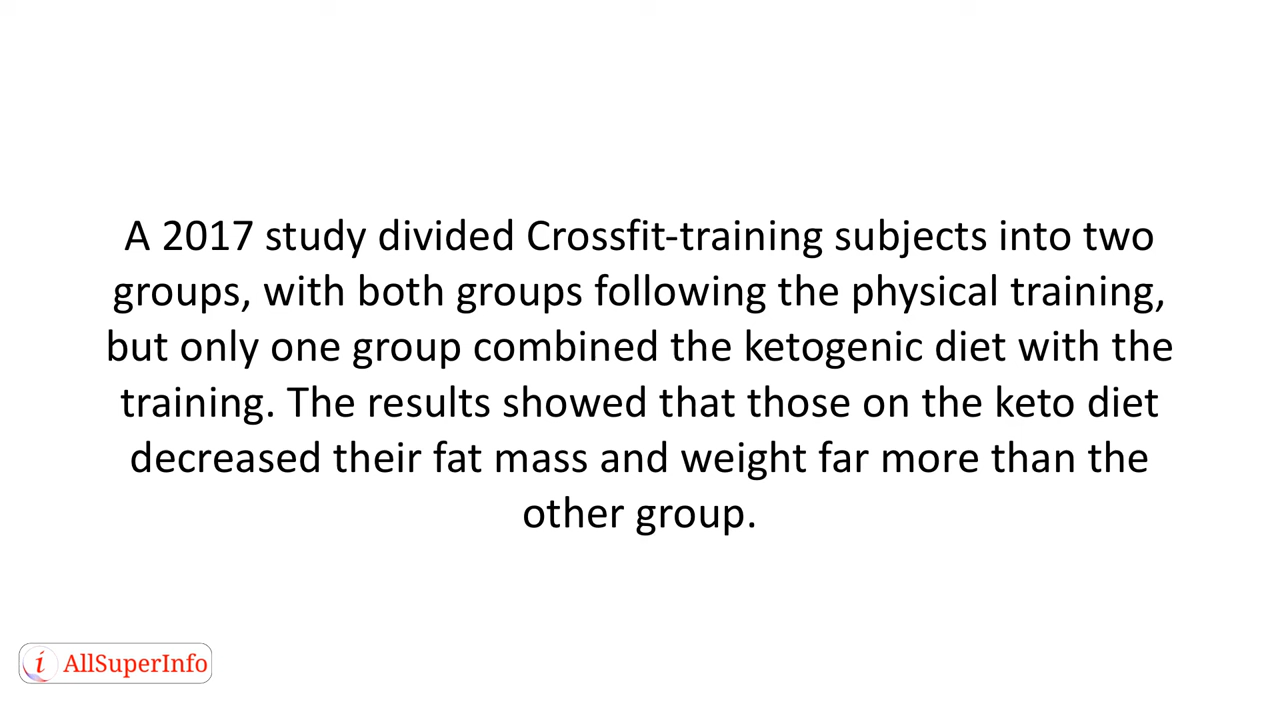 A 2017 study divided Crossfit-training subjects into two
groups, with both groups following the physical training,
but only one group combined the ketogenic diet with the
training. The results showed that those on the keto diet
decreased their fat mass and weight far more than the
other group.
i AllSuperInfo